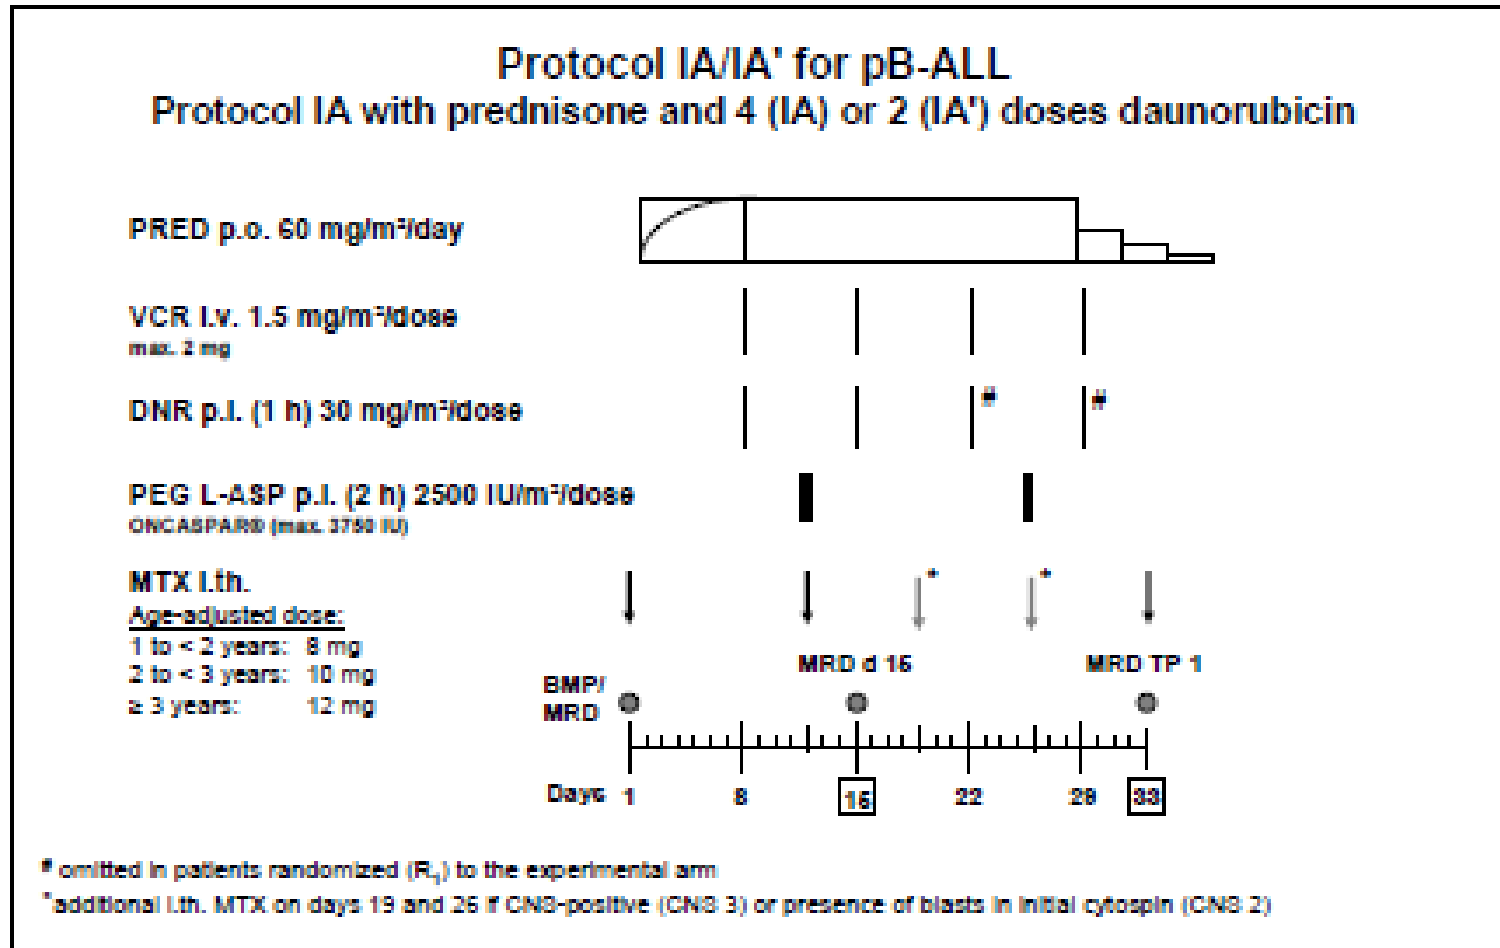 Protocol IA/IA' for pB-ALL
Protocol IA with prednisone and 4 (IA) or 2 (IA') doses daunorubicin
PRED p.o. 60 mg/m²/day
VCR i.v. 1.5 mg/m²/dose
max. 2 mg
DNR p.i. (1 h) 30 mg/m²/dose
# #
PEG L-ASP p.i. (2 h) 2500 IU/m²/dose
ONCASPAR® (max. 3750 IU)
MTX i.th.
* *
Age-adjusted dose:
1 to < 2 years: 8 mg
2 to < 3 years: 10 mg
≥ 3 years: 12 mg
MRD d 15 MRD TP 1
BMP/
MRD
Days 1 8 15 22 29 33
# omitted in patients randomized (R₁) to the experimental arm
*additional i.th. MTX on days 19 and 26 if CNS-positive (CNS 3) or presence of blasts in initial cytospin (CNS 2)